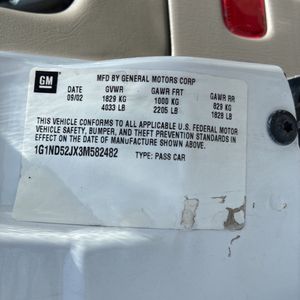 GM
MFD BY GENERAL MOTORS CORP
DATE GVWR GAWR FRT GAWR RR
09/02 1829 KG 1000 KG 829 KG
4033 LB 2205 LB 1828 LB
THIS VEHICLE CONFORMS TO ALL APPLICABLE U.S. FEDERAL MOTOR
VEHICLE SAFETY, BUMPER, AND THEFT PREVENTION STANDARDS IN
EFFECT ON THE DATE OF MANUFACTURE SHOWN ABOVE.
1G1ND52JX3M582482 TYPE: PASS CAR